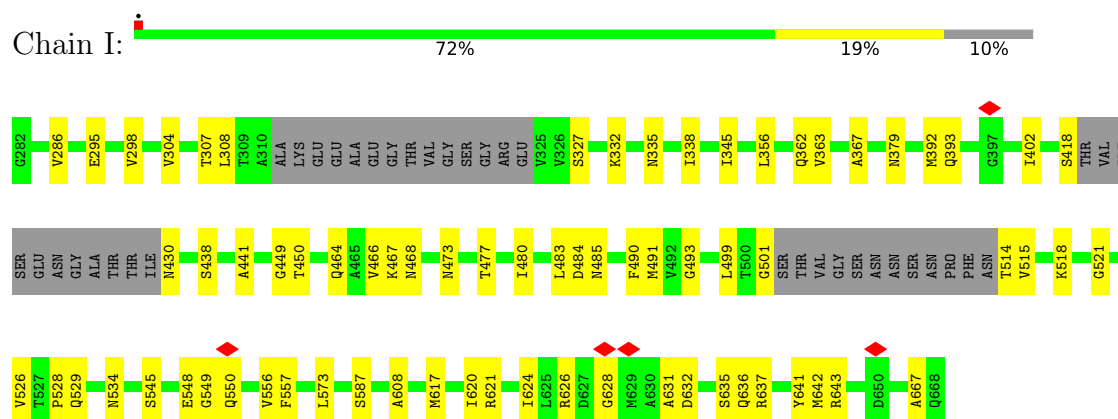 Chain I:
72% 19% 10%
G282 V286 E295 V298 V304 T307 L308 T309 A310 ALA LYS GLU GLU ALA GLU GLY THR VAL GLY SER GLY ARG GLU V325 V326 S327 K332 N335 I338 I345 L356 Q362 V363 A367 N379 M392 Q393 G397 I402 S418 THR VAL
SER GLU ASN GLY ALA THR THR ILE N430 S438 A441 G449 T450 Q464 A465 V466 K467 N468 N473 T477 I480 L483 D484 N485 F490 M491 V492 G493 L499 T500 G501 SER THR VAL GLY SER ASN ASN SER ASN PRO PHE ASN T514 V515 K518 G521
V526 T527 P528 Q529 N534 S545 E548 G549 Q550 V556 F557 L573 S587 A608 M617 I620 R621 I624 L625 R626 D627 G628 M629 A630 A631 D632 S635 Q636 R637 Y641 M642 R643 D650 A667 Q668